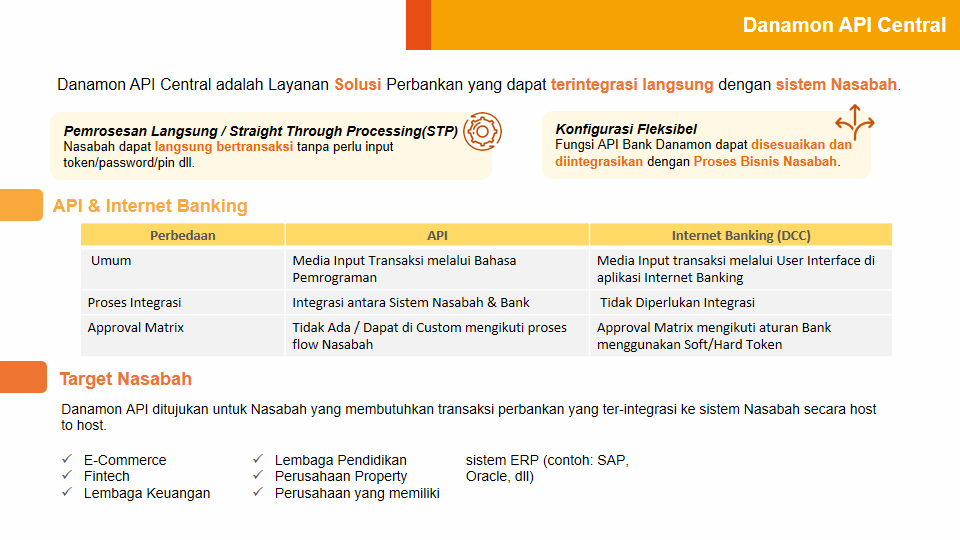 Danamon API Central
Danamon API Central adalah Layanan Solusi Perbankan yang dapat terintegrasi langsung dengan sistem Nasabah.
Pemrosesan Langsung / Straight Through Processing(STP)
Nasabah dapat langsung bertransaksi tanpa perlu input
token/password/pin dll.
Konfigurasi Fleksibel
Fungsi API Bank Danamon dapat disesuaikan dan
diintegrasikan dengan Proses Bisnis Nasabah.
API & Internet Banking
Perbedaan API Internet Banking (DCC)
Umum Media Input Transaksi melalui Bahasa Media Input transaksi melalui User Interface di
Pemrograman aplikasi Internet Banking
Proses Integrasi Integrasi antara Sistem Nasabah & Bank Tidak Diperlukan Integrasi
Approval Matrix Tidak Ada / Dapat di Custom mengikuti proses Approval Matrix mengikuti aturan Bank
flow Nasabah menggunakan Soft/Hard Token
Target Nasabah
Danamon API ditujukan untuk Nasabah yang membutuhkan transaksi perbankan yang ter-integrasi ke sistem Nasabah secara host
to host.
✓ E-Commerce
✓ Fintech
✓ Lembaga Keuangan
✓ Lembaga Pendidikan
✓ Perusahaan Property
✓ Perusahaan yang memiliki
sistem ERP (contoh: SAP,
Oracle, dll)